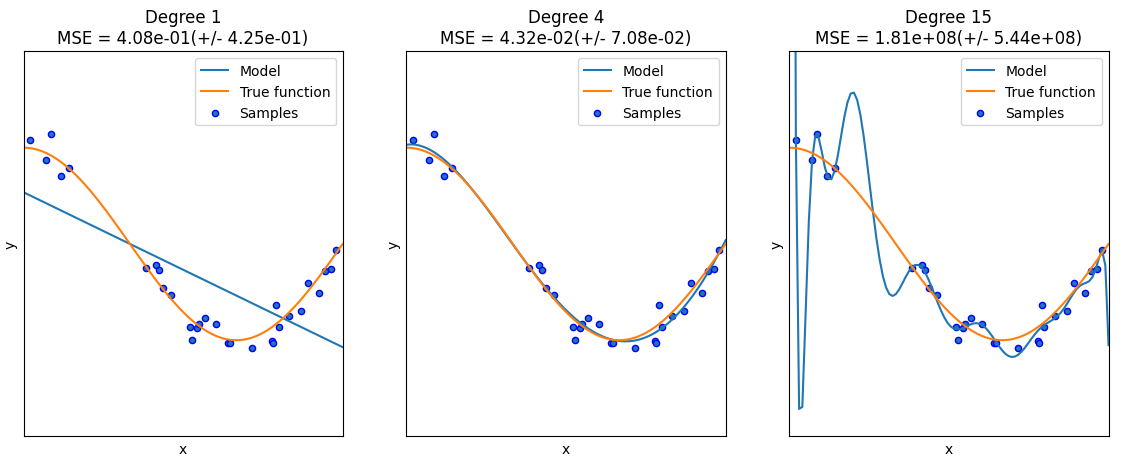 Degree 1
MSE = 4.08e-01(+/- 4.25e-01)
Model
True function
Samples
y
x
Degree 4
MSE = 4.32e-02(+/- 7.08e-02)
Model
True function
Samples
y
x
Degree 15
MSE = 1.81e+08(+/- 5.44e+08)
Model
True function
Samples
y
x